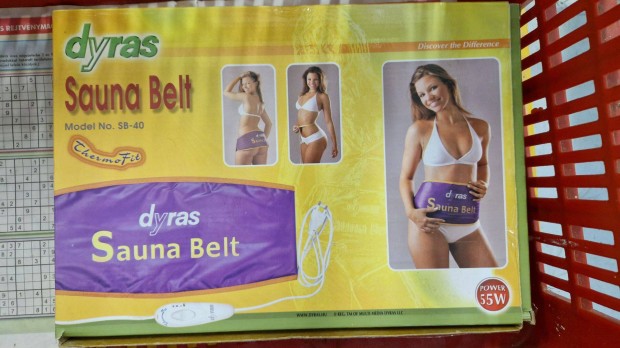 S REJTVÉNYMA
dyras
Discover the Difference
Sauna Belt
Model No. SB-40
ThermoFit
dyras
Sauna Belt
dyras
Sauna Belt
POWER
55W